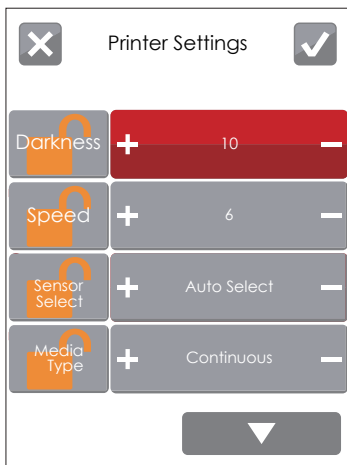 Printer Settings
Darkness
+ 10 −
Speed
+ 6 −
Sensor
Select
+ Auto Select −
Media
Type
+ Continuous −